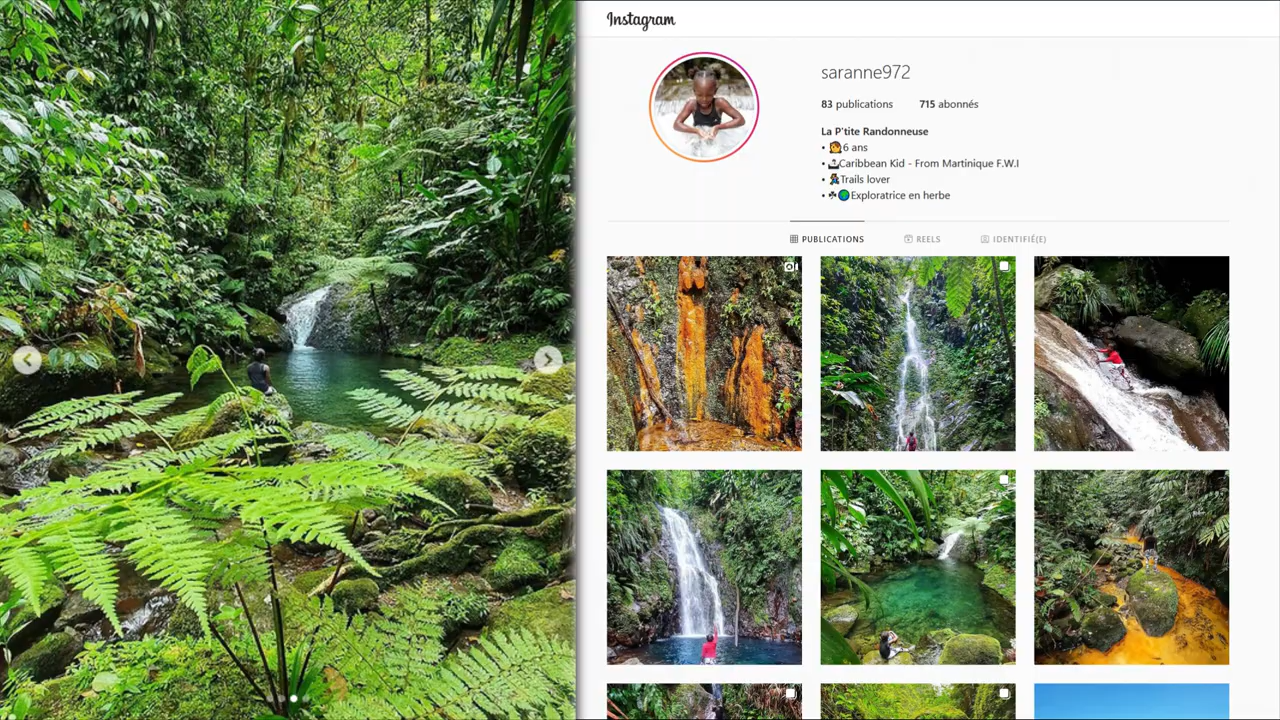 Instagram
saranne972
83 publications 715 abonnés
La P'tite Randonneuse
• 6 ans
• Caribbean Kid - From Martinique F.W.I
• Trails lover
• Exploratrice en herbe
PUBLICATIONS REELS IDENTIFIÉ(E)